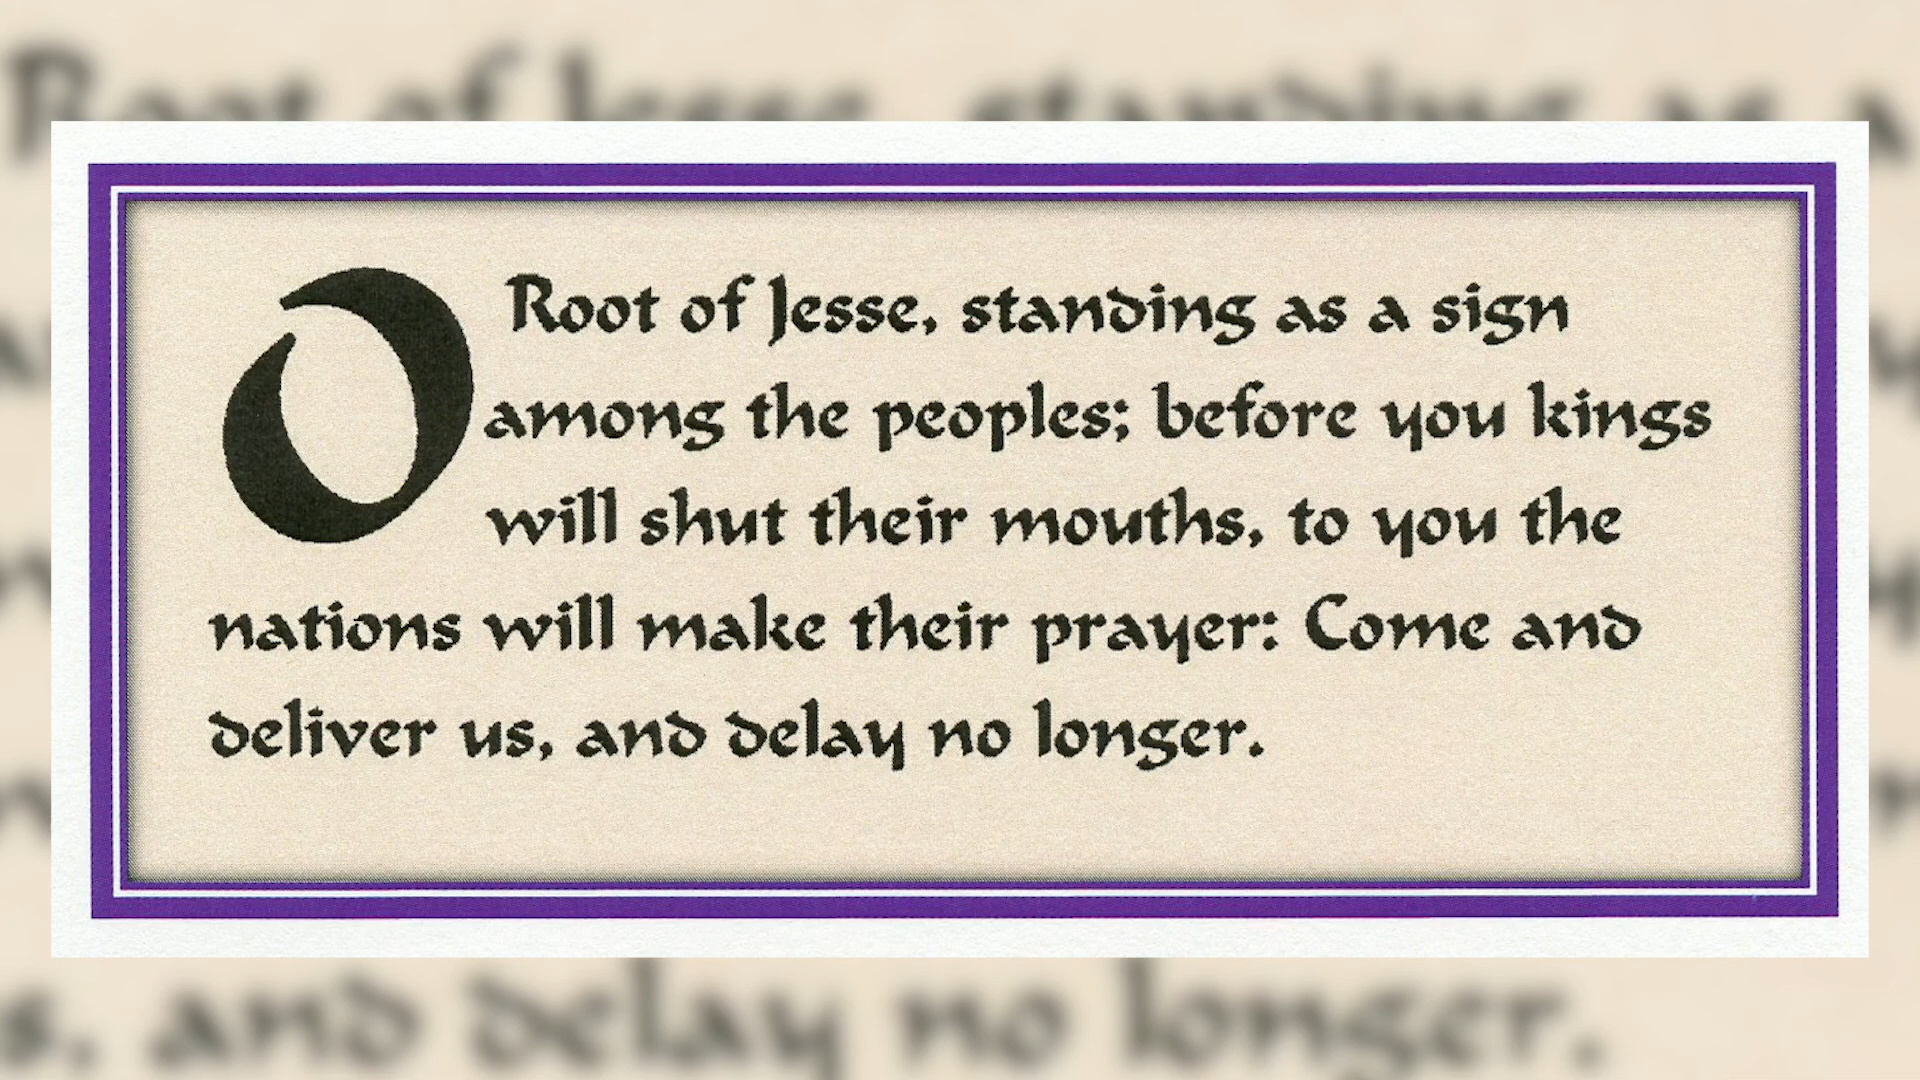 O Root of Jesse, standing as a sign
among the peoples; before you kings
will shut their mouths, to you the
nations will make their prayer: Come and
deliver us, and delay no longer.